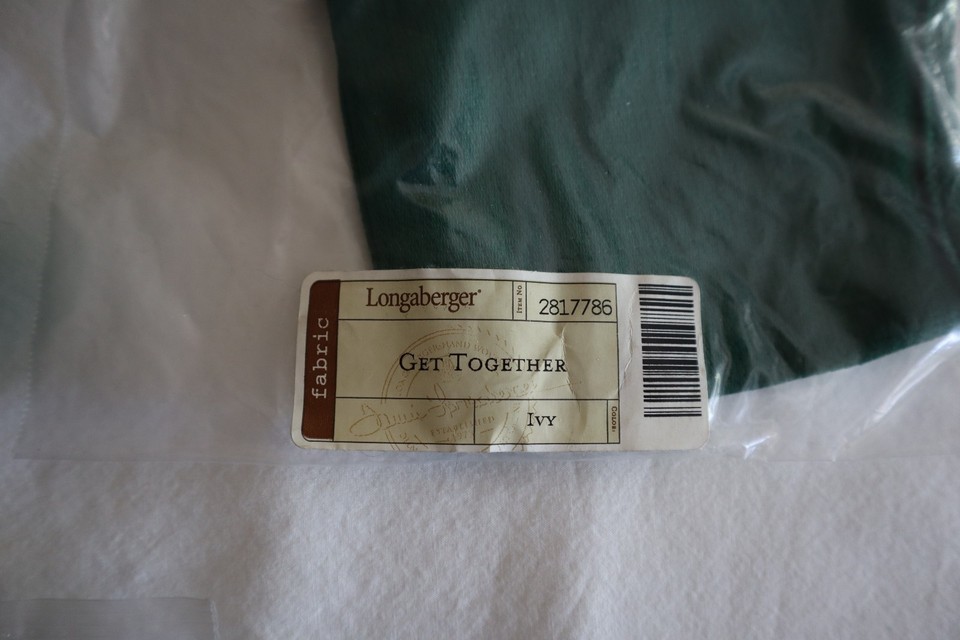 fabric
Longaberger®
ITEM NO
2817786
GET TOGETHER
IVY
COLOR: